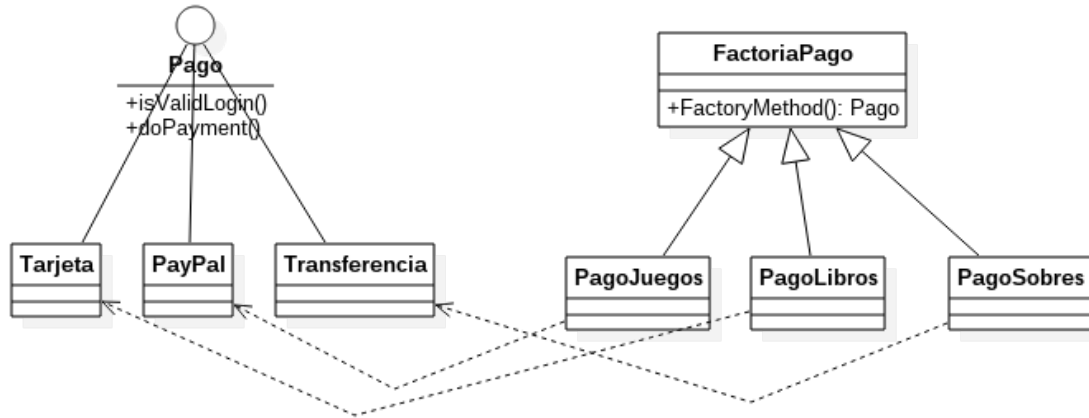 Pago
+isValidLogin()
+doPayment()
FactoriaPago
+FactoryMethod(): Pago
Tarjeta
PayPal
Transferencia
PagoJuegos
PagoLibros
PagoSobres